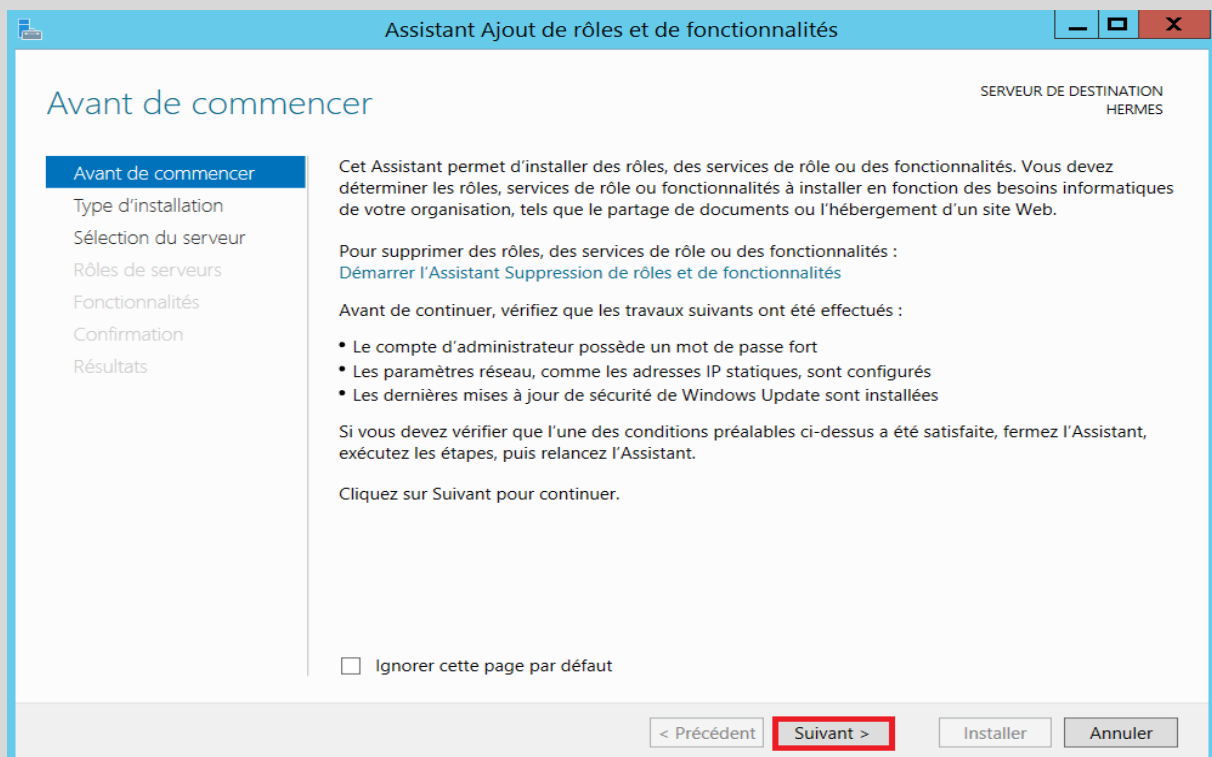 Assistant Ajout de rôles et de fonctionnalités
Avant de commencer
SERVEUR DE DESTINATION
HERMES
Avant de commencer
Type d'installation
Sélection du serveur
Rôles de serveurs
Fonctionnalités
Confirmation
Résultats
Cet Assistant permet d'installer des rôles, des services de rôle ou des fonctionnalités. Vous devez
déterminer les rôles, services de rôle ou fonctionnalités à installer en fonction des besoins informatiques
de votre organisation, tels que le partage de documents ou l'hébergement d'un site Web.
Pour supprimer des rôles, des services de rôle ou des fonctionnalités :
Démarrer l'Assistant Suppression de rôles et de fonctionnalités
Avant de continuer, vérifiez que les travaux suivants ont été effectués :
• Le compte d'administrateur possède un mot de passe fort
• Les paramètres réseau, comme les adresses IP statiques, sont configurés
• Les dernières mises à jour de sécurité de Windows Update sont installées
Si vous devez vérifier que l'une des conditions préalables ci-dessus a été satisfaite, fermez l'Assistant,
exécutez les étapes, puis relancez l'Assistant.
Cliquez sur Suivant pour continuer.
Ignorer cette page par défaut
< Précédent
Suivant >
Installer
Annuler